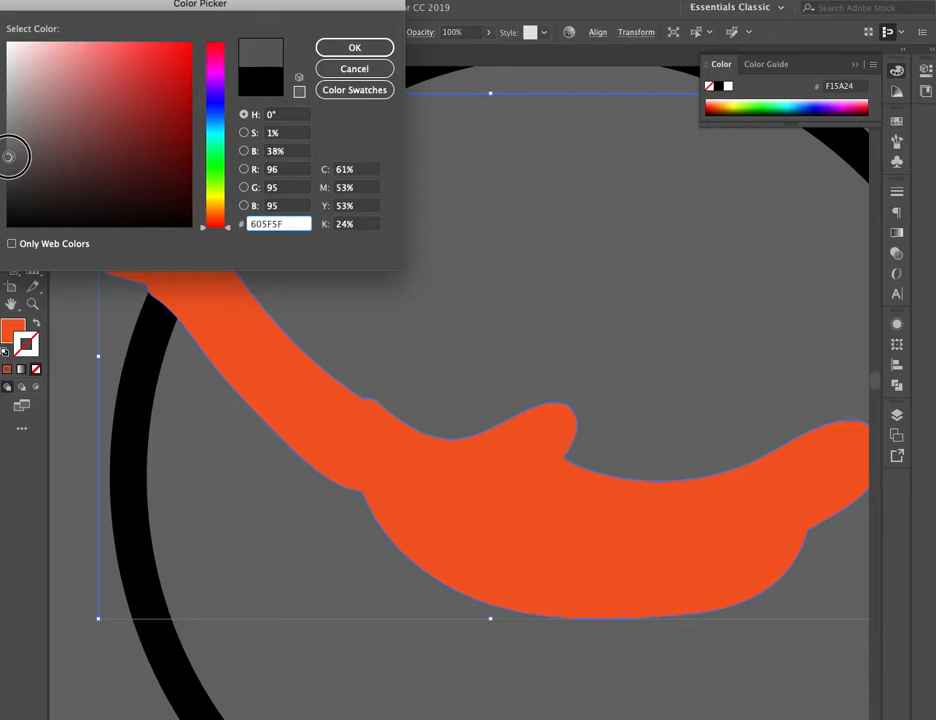 Color Picker
CC 2019
Essentials Classic
Search Adobe Stock
Select Color:
Opacity: 100%
Style:
Align
Transform
OK
Cancel
Color Swatches
Color
Color Guide
# F15A24
H: 0°
S: 1%
B: 38%
R: 96
C: 61%
G: 95
M: 53%
B: 95
Y: 53%
# 605F5F
K: 24%
Only Web Colors